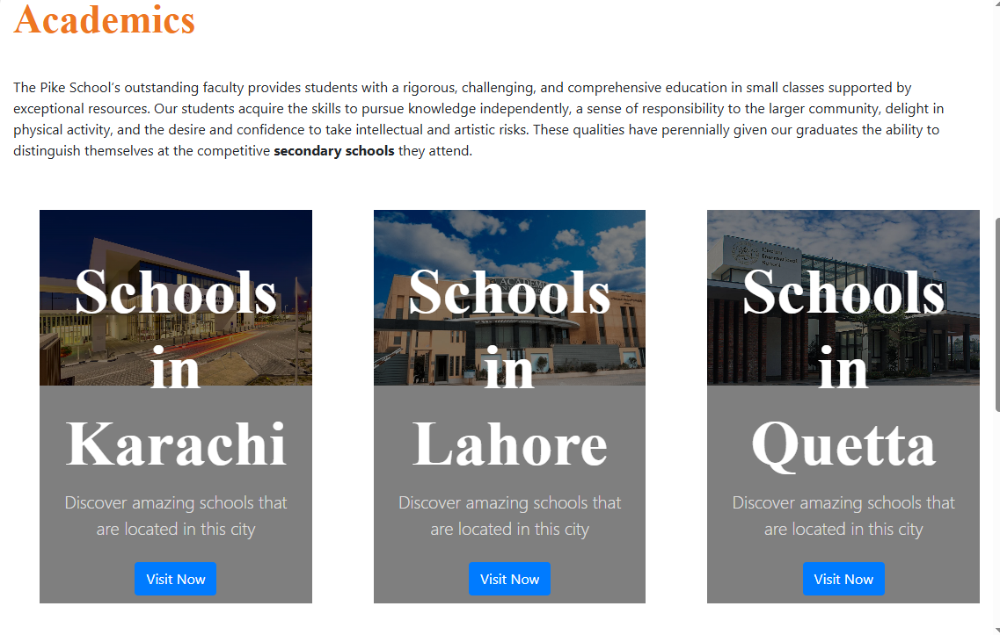 Academics
The Pike School's outstanding faculty provides students with a rigorous, challenging, and comprehensive education in small classes supported by
exceptional resources. Our students acquire the skills to pursue knowledge independently, a sense of responsibility to the larger community, delight in
physical activity, and the desire and confidence to take intellectual and artistic risks. These qualities have perennially given our graduates the ability to
distinguish themselves at the competitive secondary schools they attend.
Schools
in
Karachi
Discover amazing schools that
are located in this city
Visit Now
ACADEM
Schools
in
Lahore
Discover amazing schools that
are located in this city
Visit Now
International
School
Schools
in
Quetta
Discover amazing schools that
are located in this city
Visit Now